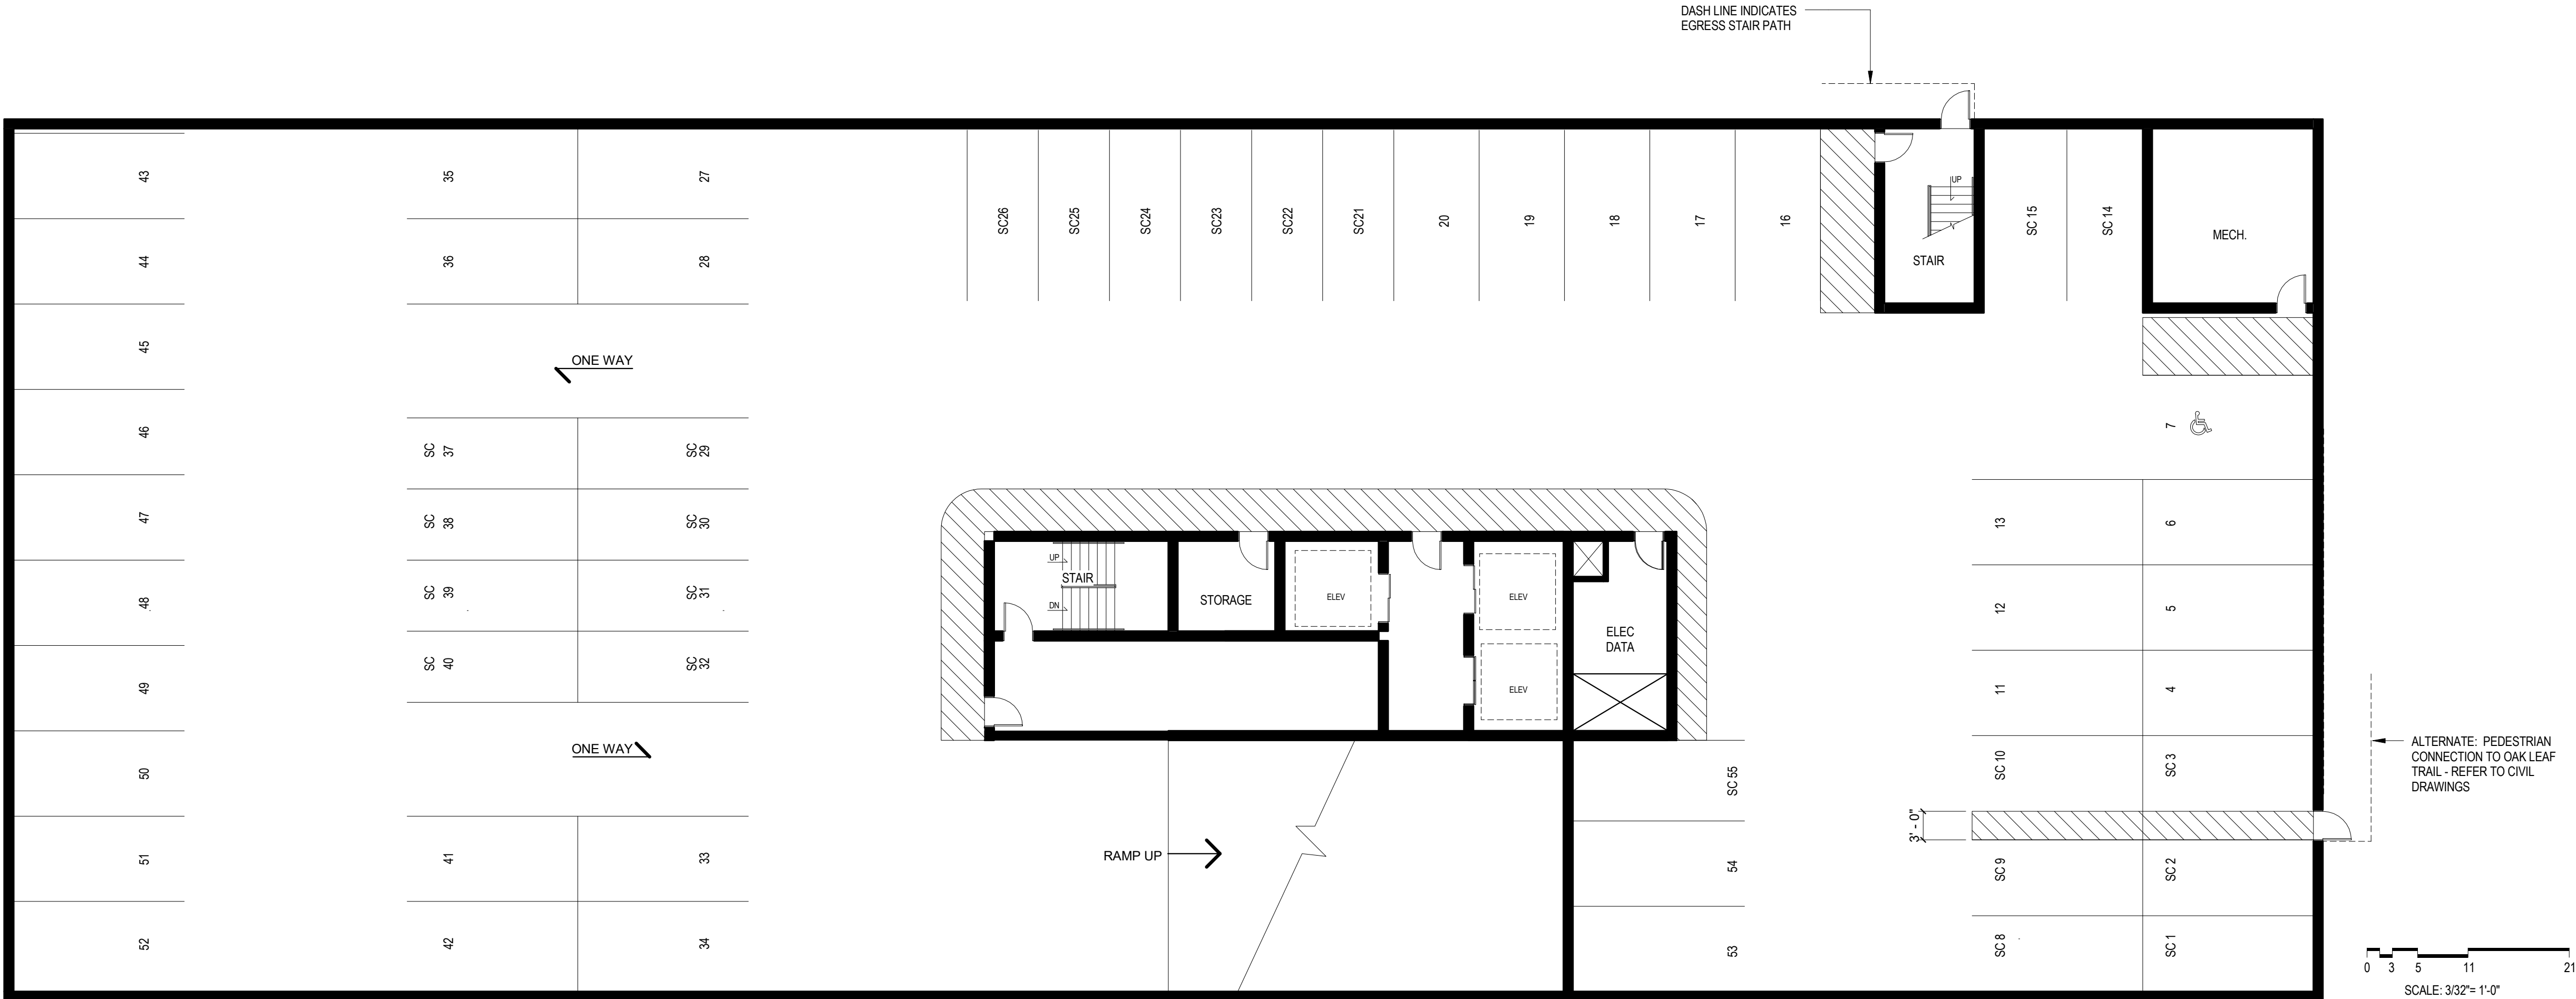 DASH LINE INDICATES
EGRESS STAIR PATH
43
35
27
SC26
SC25
SC24
SC23
SC22
SC21
20
19
18
17
16
UP
STAIR
SC 15
SC 14
MECH.
44
36
28
45
ONE WAY
46
7
SC
37
SC
29
47
SC
38
SC
30
13
6
48
SC
39
SC
31
UP
STAIR
DN
STORAGE
ELEV
ELEV
ELEC
DATA
12
5
49
SC
40
SC
32
ELEV
11
4
50
ONE WAY
SC 55
SC 10
SC 3
ALTERNATE: PEDESTRIAN
CONNECTION TO OAK LEAF
TRAIL - REFER TO CIVIL
DRAWINGS
3' - 0"
51
41
33
RAMP UP
54
SC 9
SC 2
52
42
34
53
SC 8
SC 1
0 3 5 11 21
SCALE: 3/32"= 1'-0"